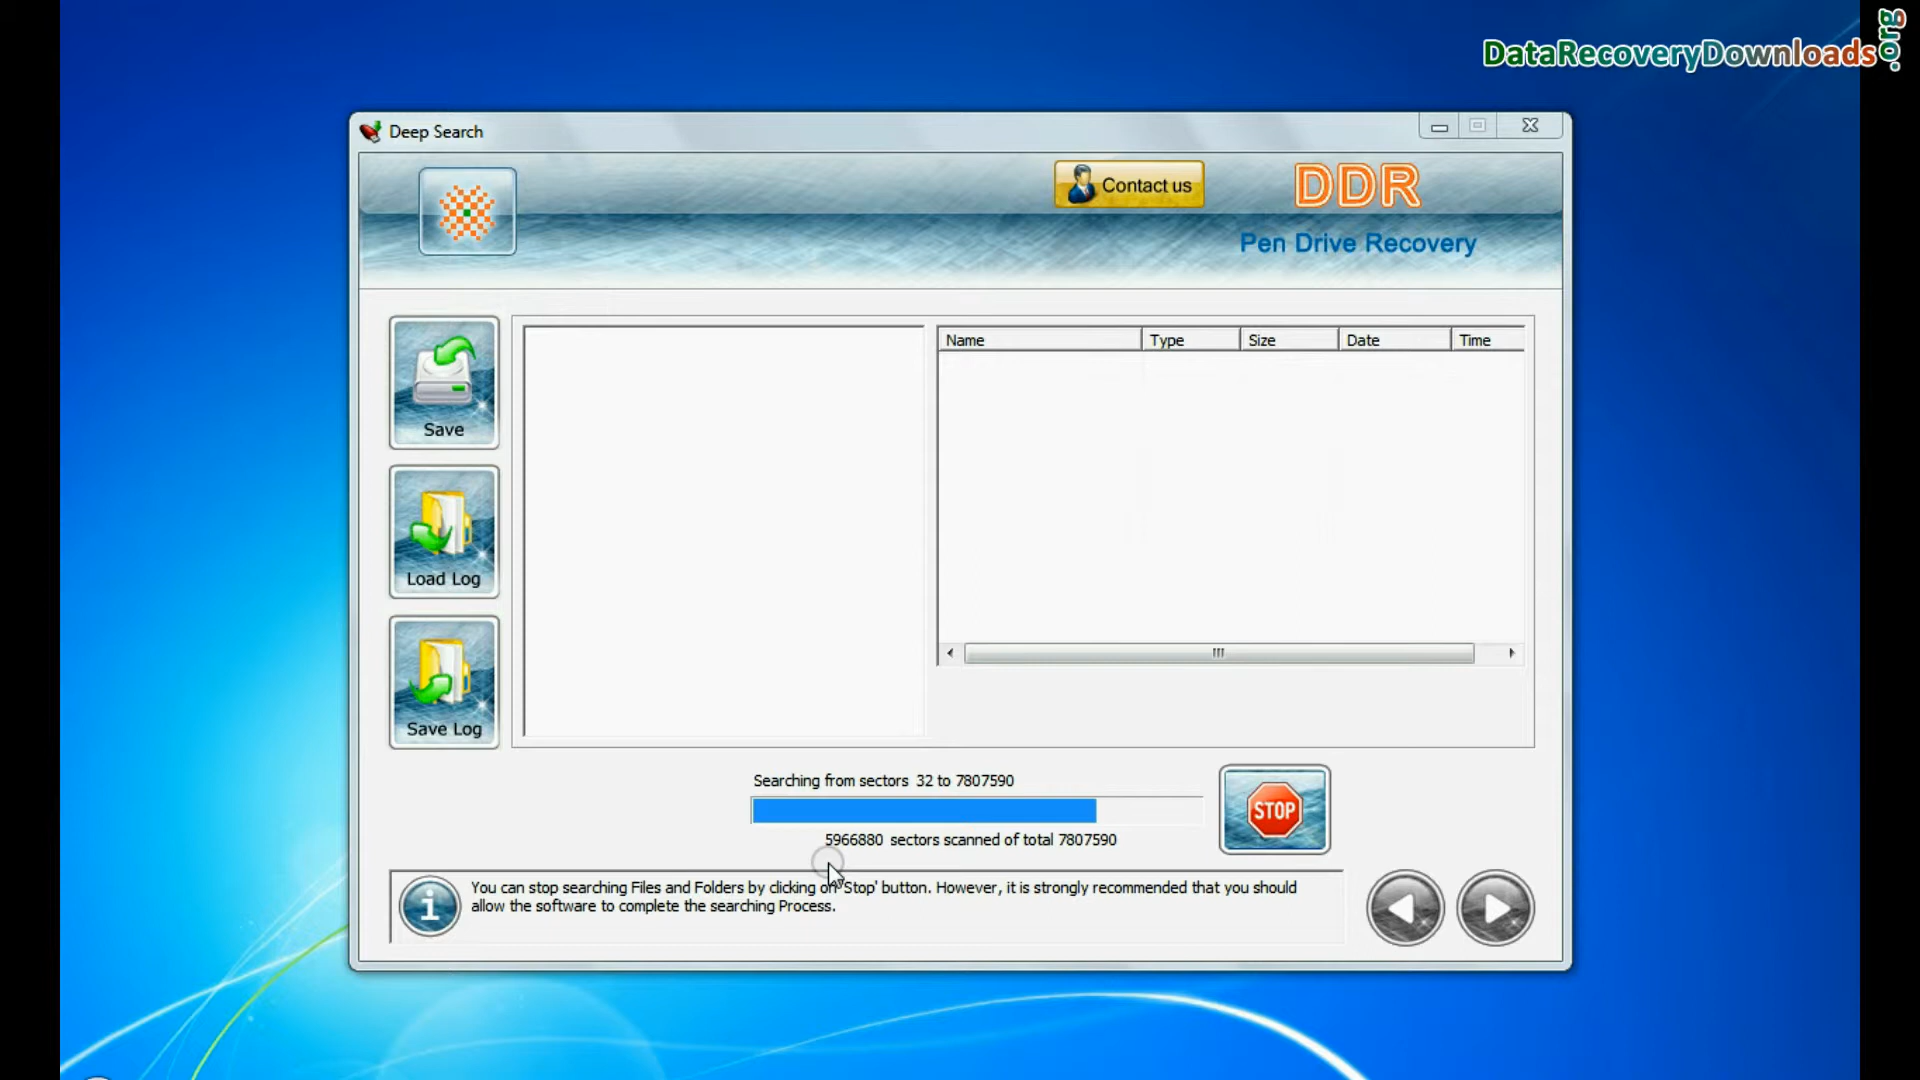 DataRecoveryDownloads.org
Deep Search
Contact us
DDR
Pen Drive Recovery
Save
Load Log
Save Log
Name Type Size Date Time
Searching from sectors 32 to 7807590
5966880 sectors scanned of total 7807590
STOP
You can stop searching Files and Folders by clicking on 'Stop' button. However, it is strongly recommended that you should
allow the software to complete the searching Process.